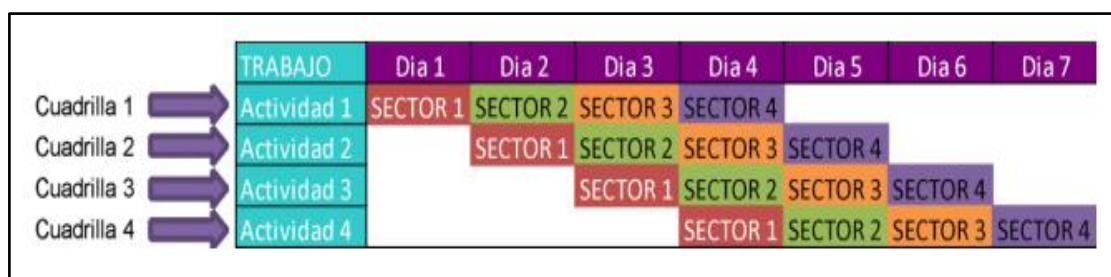 TRABAJO Dia 1 Dia 2 Dia 3 Dia 4 Dia 5 Dia 6 Dia 7
Cuadrilla 1 Actividad 1 SECTOR 1 SECTOR 2 SECTOR 3 SECTOR 4
Cuadrilla 2 Actividad 2 SECTOR 1 SECTOR 2 SECTOR 3 SECTOR 4
Cuadrilla 3 Actividad 3 SECTOR 1 SECTOR 2 SECTOR 3 SECTOR 4
Cuadrilla 4 Actividad 4 SECTOR 1 SECTOR 2 SECTOR 3 SECTOR 4